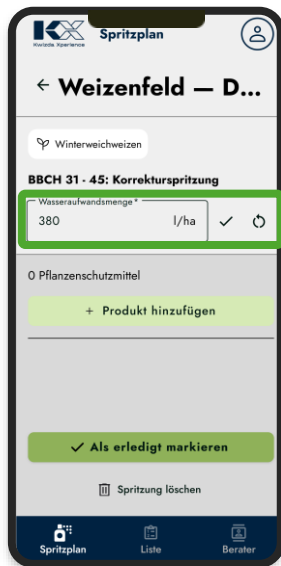 KX
Kwizda Xperience
Spritzplan
← Weizenfeld — D...
Winterweichweizen
BBCH 31 - 45: Korrekturspritzung
Wasseraufwandsmenge*
380 l/ha
0 Pflanzenschutzmittel
+ Produkt hinzufügen
Als erledigt markieren
Spritzung löschen
Spritzplan Liste Berater